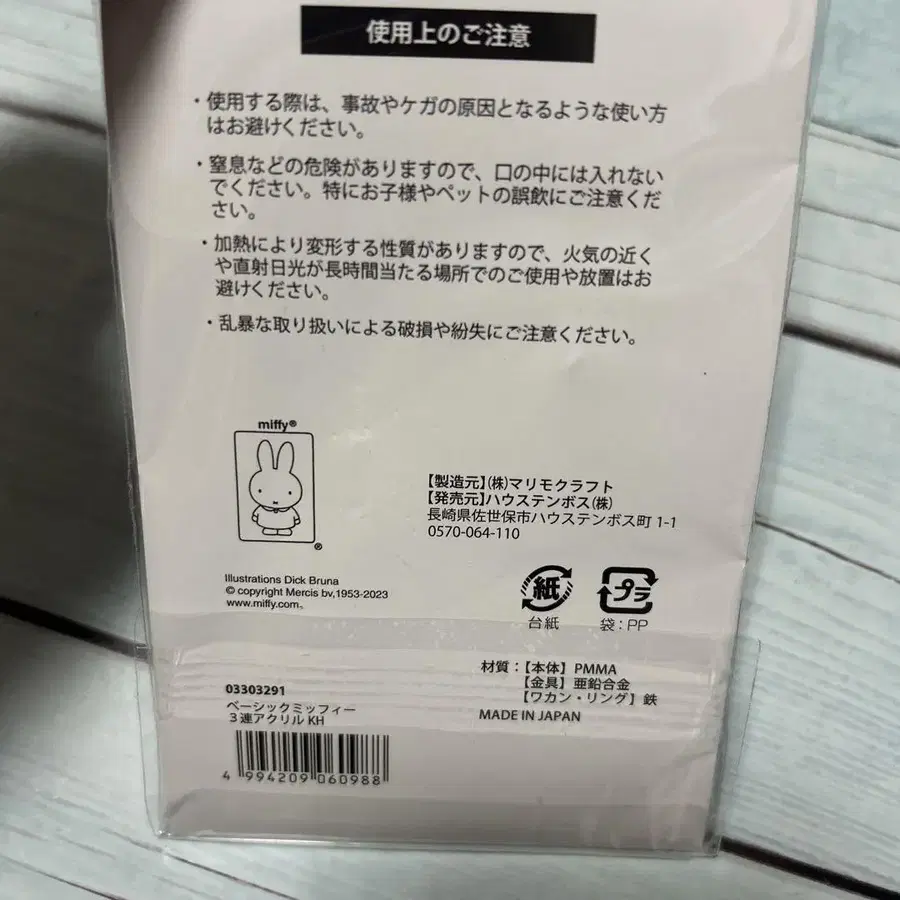 使用上のご注意
・使用する際は、事故やケガの原因となるような使い方
はお避けください。
・窒息などの危険がありますので、口の中には入れない
でください。特にお子様やペットの誤飲にご注意くだ
さい。
・加熱により変形する性質がありますので、火気の近く
や直射日光が長時間当たる場所でのご使用や放置はお
避けください。
・乱暴な取り扱いによる破損や紛失にご注意ください。
miffy®
®
【製造元】(株)マリモクラフト
【発売元】ハウステンボス(株)
長崎県佐世保市ハウステンボス町 1-1
0570-064-110
Illustrations Dick Bruna
© copyright Mercis bv,1953-2023
www.miffy.com
紙
台紙
プラ
袋：PP
材質：【本体】PMMA
【金具】亜鉛合金
【ワカン・リング】鉄
MADE IN JAPAN
03303291
ベーシックミッフィー
３連アクリル KH
4 994209 060988